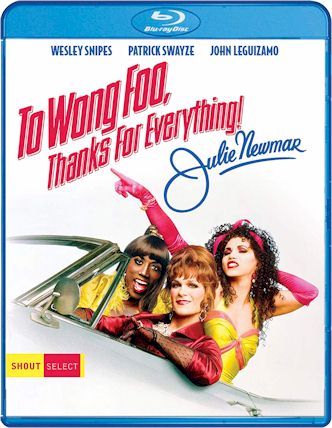 Blu-ray Disc
WESLEY SNIPES PATRICK SWAYZE JOHN LEGUIZAMO
To Wong Foo,
Thanks For Everything!
Julie Newmar
SHOUT SELECT